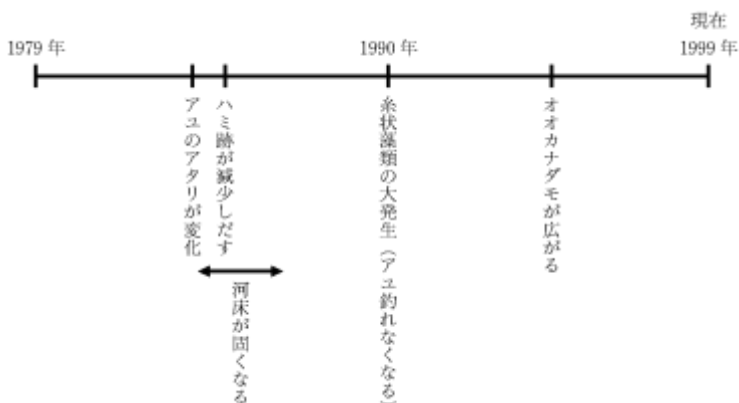 現在
1979 年
1990 年
1999 年
アユのアタリが変化
ハミ跡が減少しだす
河床が固くなる
糸状藻類の大発生（アユ釣れなくなる
オオカナダモが広がる